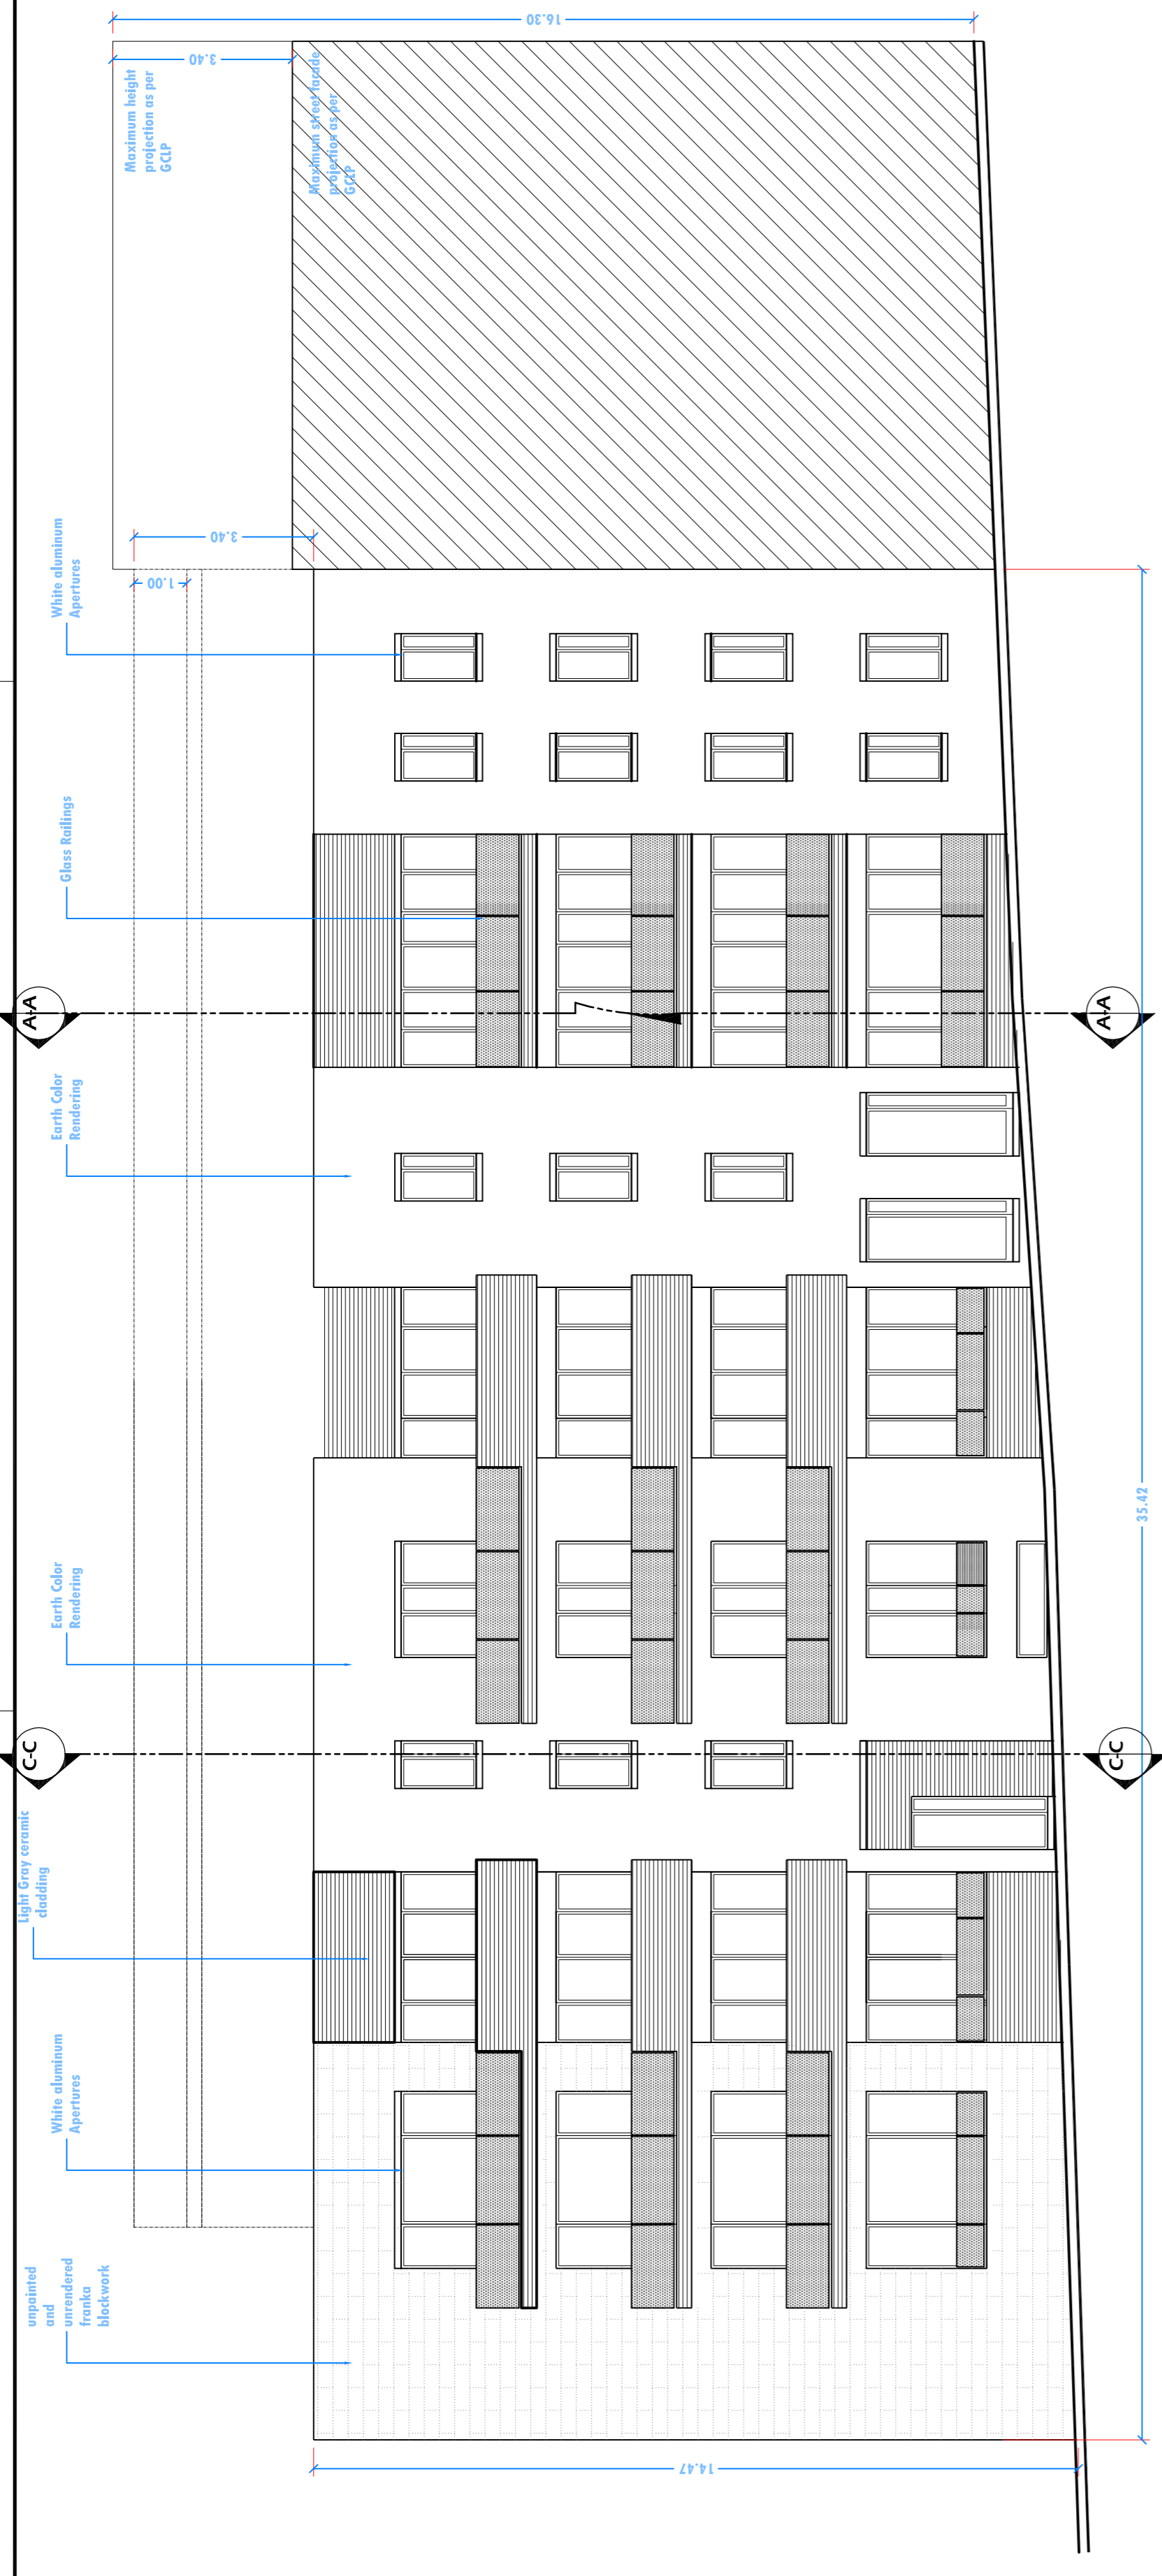 unpainted
and
unrendered
franka
blockwork
White aluminum
Apertures
Light Gray ceramic
cladding
C-C
Earth Color
Rendering
Earth Color
Rendering
A-A
Glass Railings
White aluminum
Apertures
1.00
3.40
Maximum height
projection as per
GCLP
3.40
Maximum street facade
projection as per
GCLP
16.30
14.47
C-C
A-A
35.42